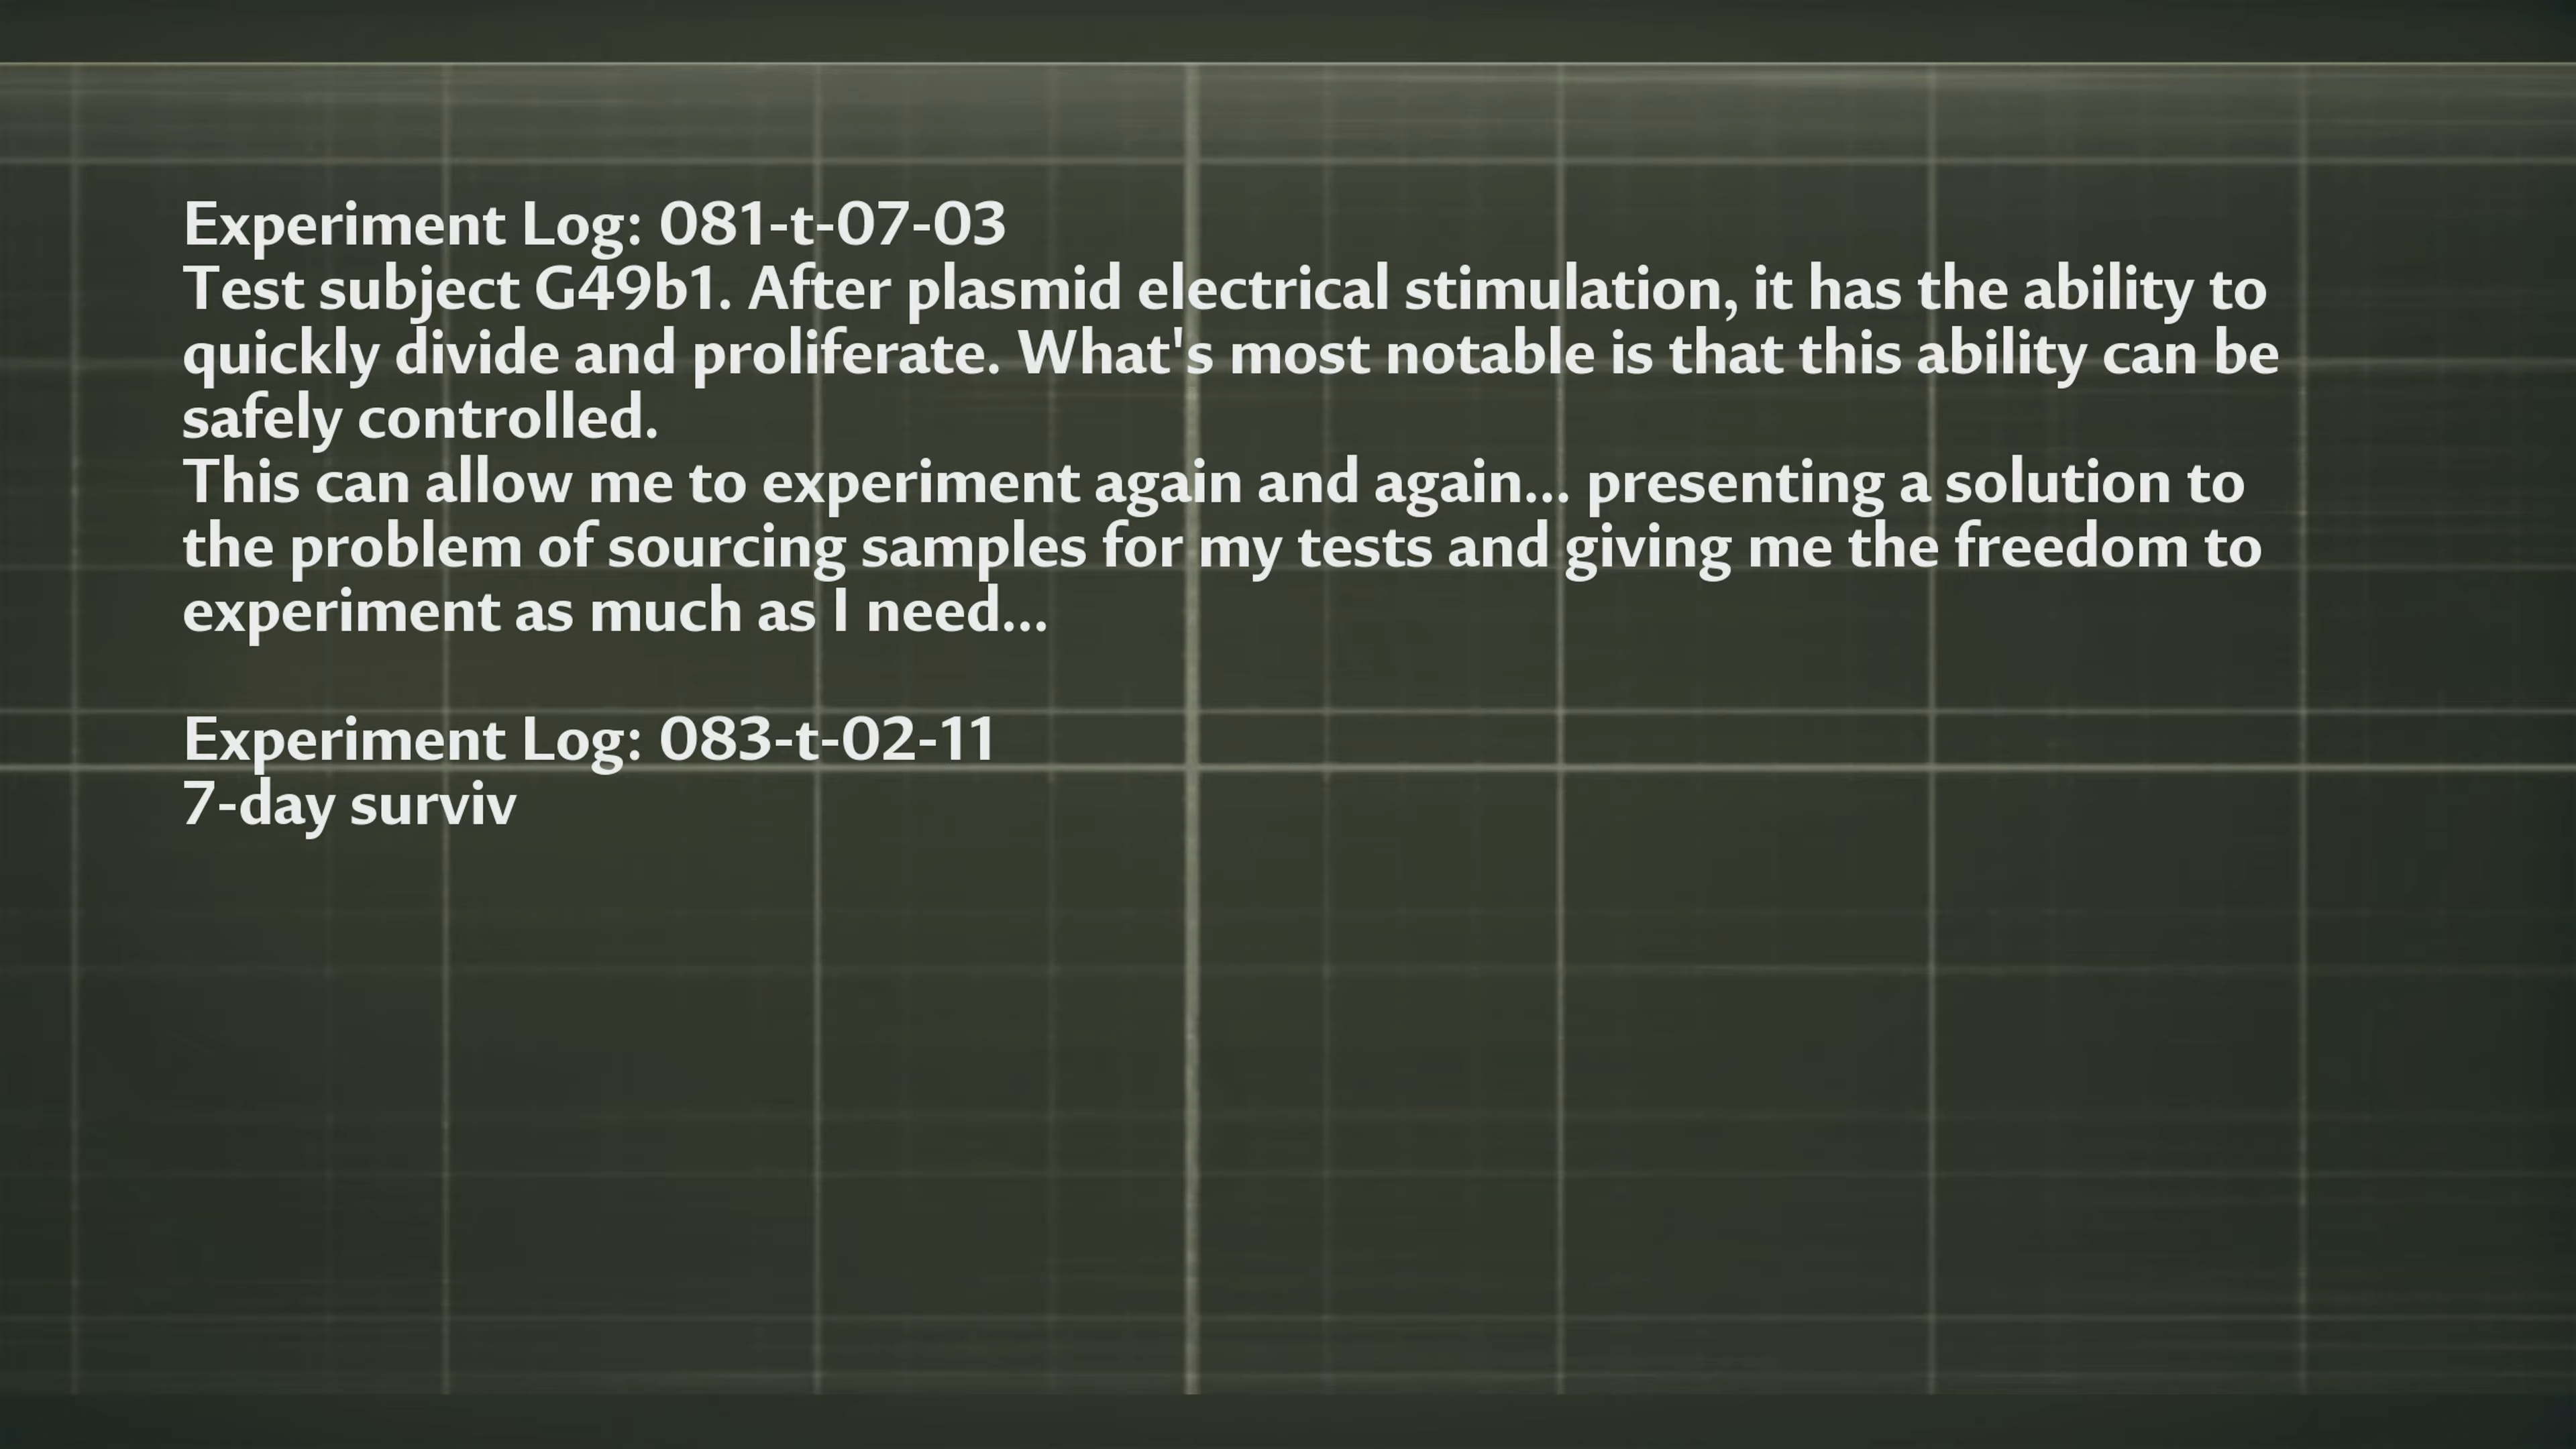 Experiment Log: 081-t-07-03
Test subject G49b1. After plasmid electrical stimulation, it has the ability to
quickly divide and proliferate. What's most notable is that this ability can be
safely controlled.
This can allow me to experiment again and again... presenting a solution to
the problem of sourcing samples for my tests and giving me the freedom to
experiment as much as I need...
Experiment Log: 083-t-02-11
7-day surviv